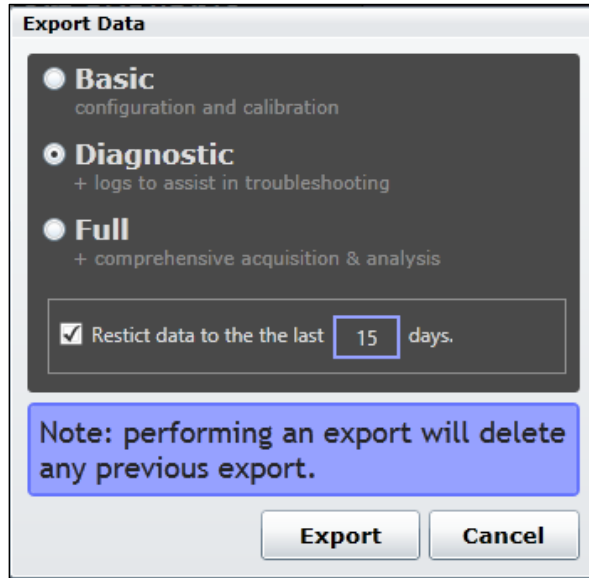 Export Data
Basic
configuration and calibration
Diagnostic
+ logs to assist in troubleshooting
Full
+ comprehensive acquisition & analysis
Restict data to the the last 15 days.
Note: performing an export will delete
any previous export.
Export Cancel